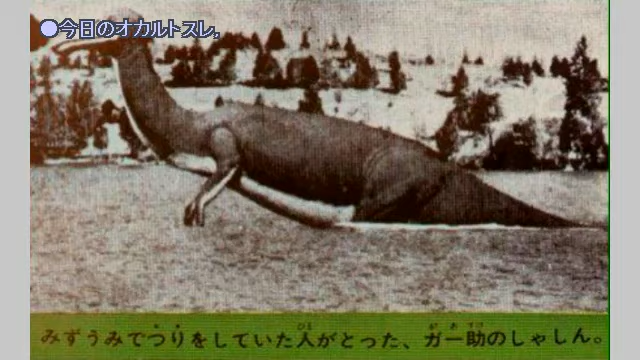 ●今日のオカルトスレ,
みずうみでつりをしていた人がとった、ガー助のしゃしん。